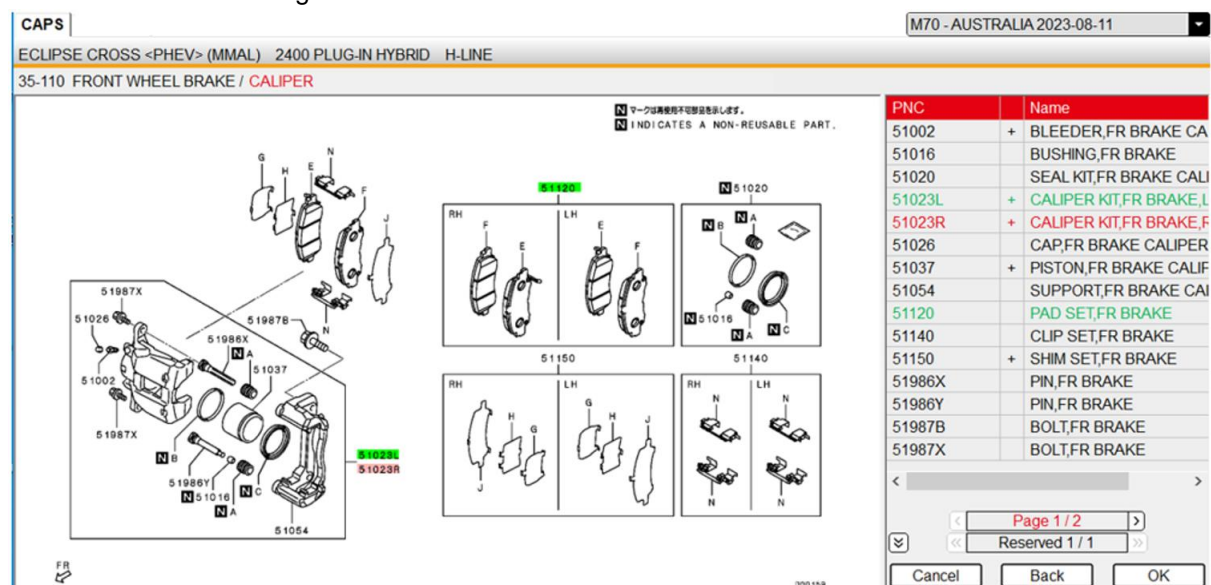 CAPS
M70 - AUSTRALIA 2023-08-11
ECLIPSE CROSS <PHEV> (MMAL) 2400 PLUG-IN HYBRID H-LINE
35-110 FRONT WHEEL BRAKE / CALIPER
N マークは再使用不可部品を示します。
N INDICATES A NON-REUSABLE PART.
G
H
E
N
F
J
N
51987X
51026
51002
51987X
51987B
51986X
N A
51037
N B
51986Y
N 51016
N A
N C
51054
51023L
51023R
FR
51120
RH
LH
F
E
E
F
N 51020
N B
N A
N 51016
N A
N C
51150
RH
LH
J
H
G
G
H
J
51140
RH
LH
N
N
N
N
PNC Name
51002 + BLEEDER,FR BRAKE CA
51016 BUSHING,FR BRAKE
51020 SEAL KIT,FR BRAKE CALI
51023L + CALIPER KIT,FR BRAKE,L
51023R + CALIPER KIT,FR BRAKE,R
51026 CAP,FR BRAKE CALIPER
51037 + PISTON,FR BRAKE CALIF
51054 SUPPORT,FR BRAKE CAI
51120 PAD SET,FR BRAKE
51140 CLIP SET,FR BRAKE
51150 + SHIM SET,FR BRAKE
51986X PIN,FR BRAKE
51986Y PIN,FR BRAKE
51987B BOLT,FR BRAKE
51987X BOLT,FR BRAKE
Page 1 / 2
Reserved 1 / 1
Cancel Back OK